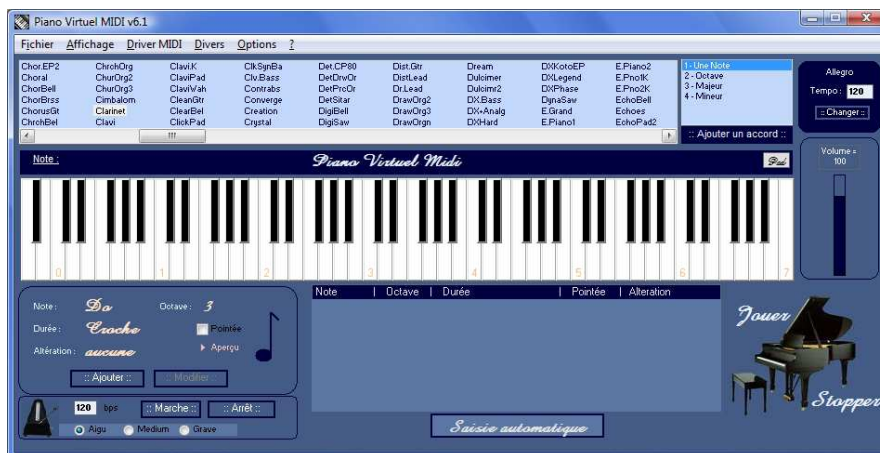 Piano Virtuel MIDI v6.1
Fichier Affichage Driver MIDI Divers Options ?
Chor.EP2 ChrchOrg Clavi.K ClkSynBa Det.CP80 Dist.Gtr Dream DXKotoEP E.Piano2
Choral ChurOrg2 ClaviPad Clv.Bass DetDrwOr DistLead Dulcimer DXLegend E.Pno1K
ChorBell ChurOrg3 ClaviWah Contrabs DetPrcOr Dr.Lead Dulcimr2 DXPhase E.Pno2K
ChorBrss Cimbalom CleanGtr Converge DetSitar DrawOrg2 DX.Bass DynaSaw EchoBell
ChorusGt Clarinet ClearBel Creation DigiBell DrawOrg3 DX+Analg E.Grand Echoes
ChrchBel Clavi ClickPad Crystal DigiSaw DrawOrgn DXHard E.Piano1 EchoPad2
1 - Une Note
2 - Octave
3 - Majeur
4 - Mineur
:: Ajouter un accord ::
Allegro
Tempo : 120
:: Changer ::
Note : Piano Virtuel Midi Pad
Volume =
100
0 1 2 3 4 5 6 7
Note : Do Octave : 3
Durée : Croche Pointée
Altération : aucune Aperçu
:: Ajouter :: :: Modifier ::
120 bps :: Marche :: :: Arrêt ::
Aigu Medium Grave
Note | Octave | Durée | Pointée | Alteration
Saisie automatique
Jouer
Stopper